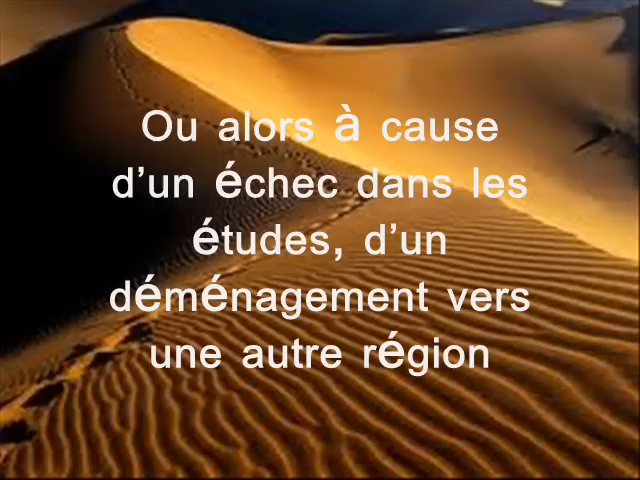 Ou alors à cause
d’un échec dans les
études, d’un
déménagement vers
une autre région